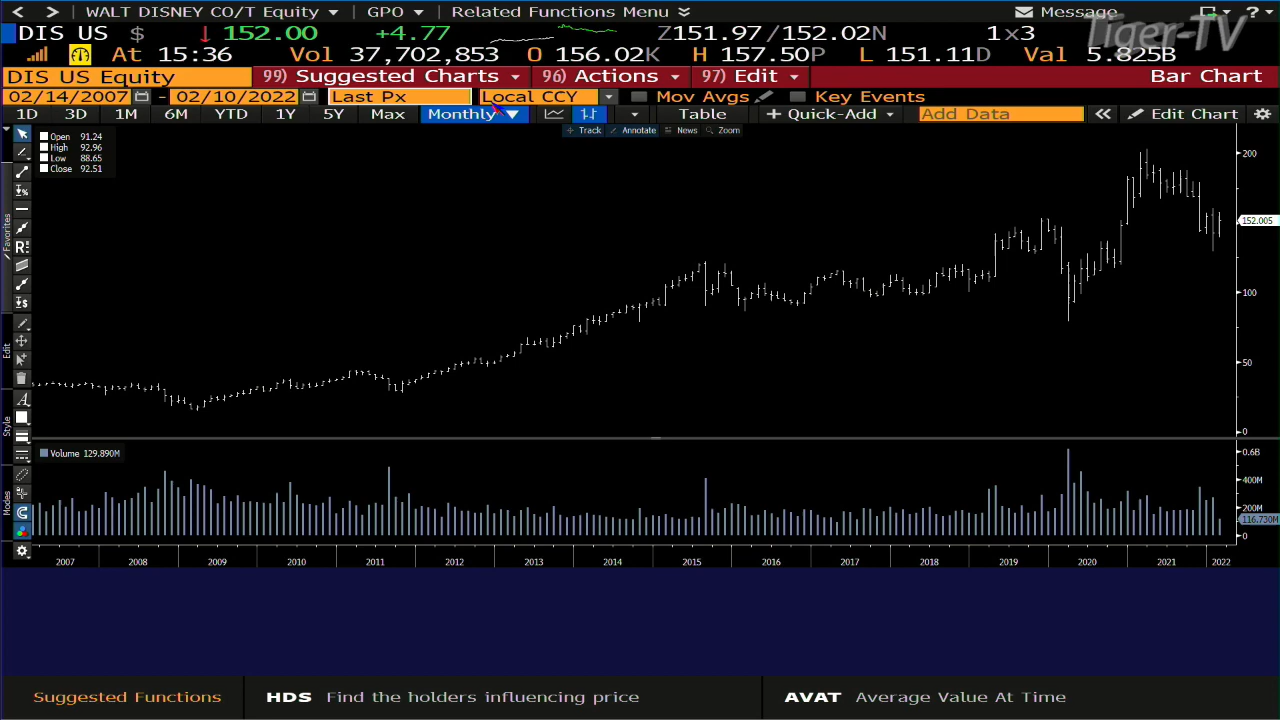 < > WALT DISNEY CO/T Equity GPO Related Functions Menu Message ?
DIS US $ ↓ 152.00 +4.77 Z151.97/152.02N 1×3
At 15:36 Vol 37,702,853 O 156.02K H 157.50P L 151.11D Val 5.825B
Tiger-TV
DIS US Equity 99) Suggested Charts 96) Actions 97) Edit Bar Chart
02/14/2007 - 02/10/2022 Last Px Local CCY Mov Avgs Key Events
1D 3D 1M 6M YTD 1Y 5Y Max Monthly Table + Quick-Add Add Data « Edit Chart
Track Annotate News Zoom
Open 91.24
High 92.96
Low 88.65
Close 92.51
200
152.005
100
50
0
Favorites
Edit
Style
Modes
Volume 129.890M
0.6B
400M
200M
116.730M
0
2007 2008 2009 2010 2011 2012 2013 2014 2015 2016 2017 2018 2019 2020 2021 2022
Suggested Functions HDS Find the holders influencing price AVAT Average Value At Time